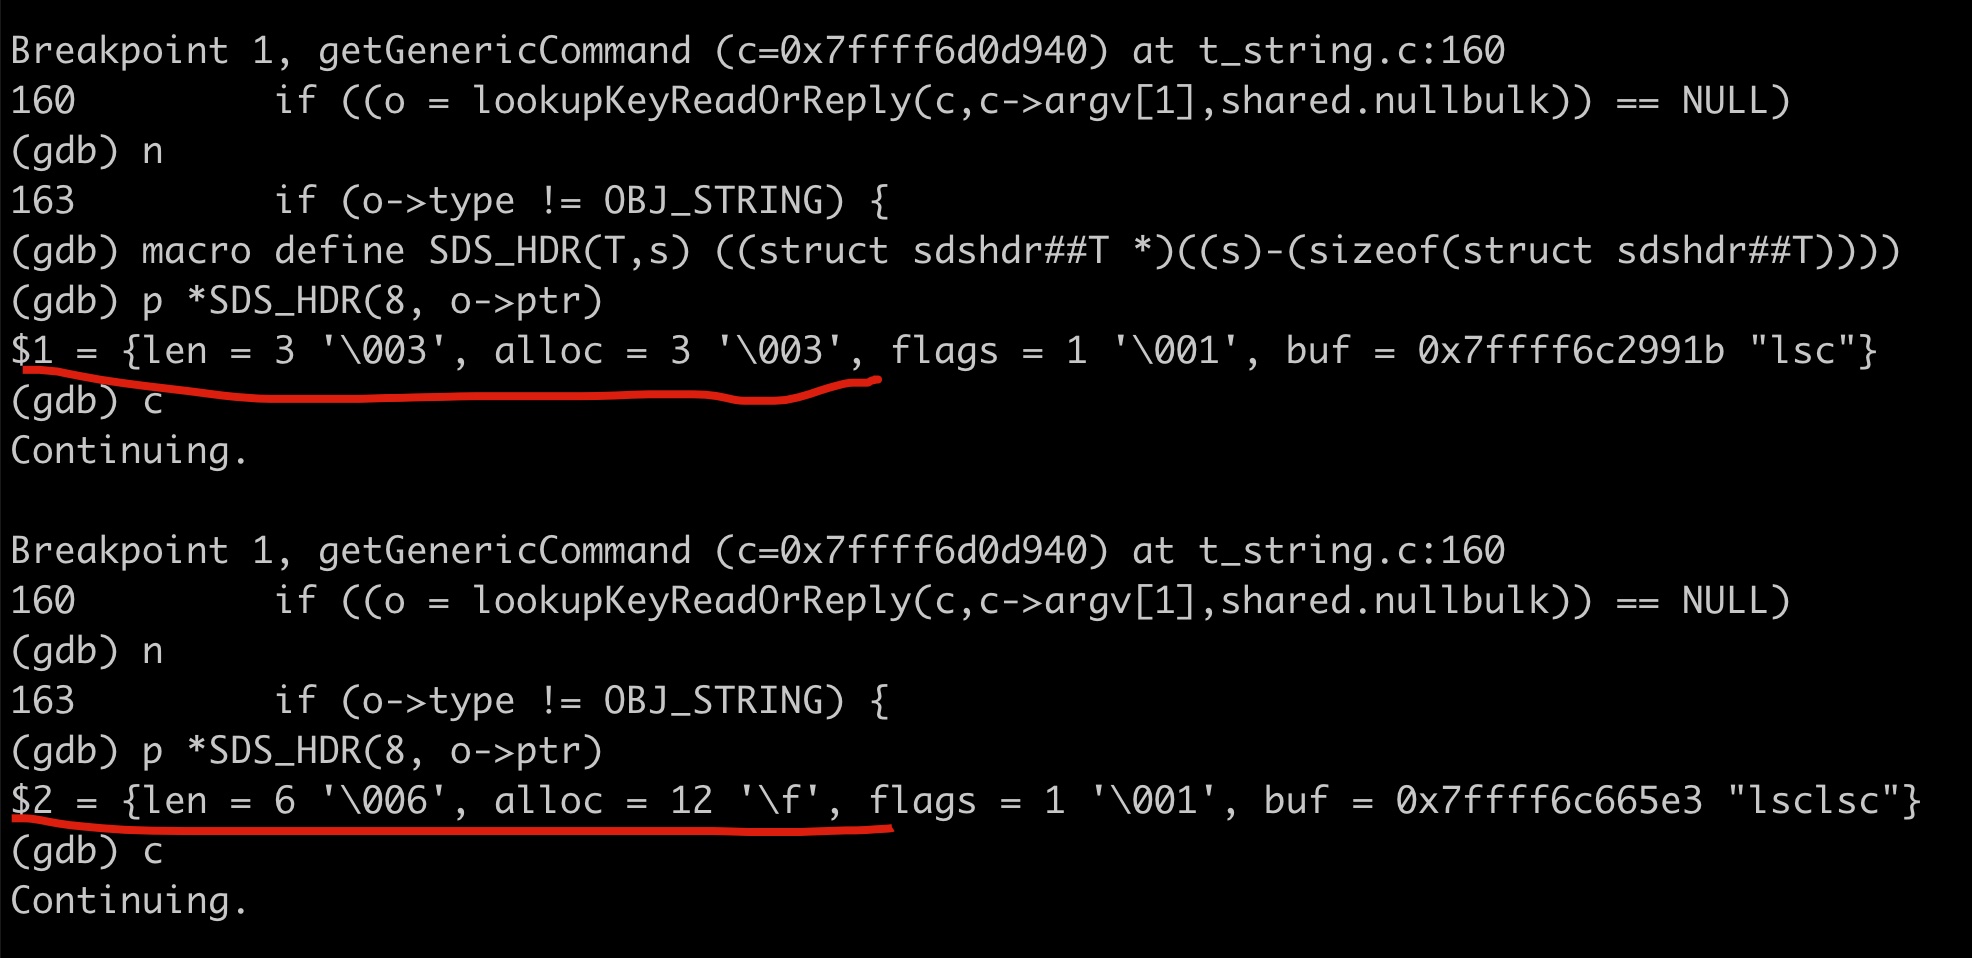 Breakpoint 1, getGenericCommand (c=0x7ffff6d0d940) at t_string.c:160
160         if ((o = lookupKeyReadOrReply(c,c->argv[1],shared.nullbulk)) == NULL)
(gdb) n
163         if (o->type != OBJ_STRING) {
(gdb) macro define SDS_HDR(T,s) ((struct sdshdr##T *)((s)-(sizeof(struct sdshdr##T))))
(gdb) p *SDS_HDR(8, o->ptr)
$1 = {len = 3 '\003', alloc = 3 '\003', flags = 1 '\001', buf = 0x7ffff6c2991b "lsc"}
(gdb) c
Continuing.
Breakpoint 1, getGenericCommand (c=0x7ffff6d0d940) at t_string.c:160
160         if ((o = lookupKeyReadOrReply(c,c->argv[1],shared.nullbulk)) == NULL)
(gdb) n
163         if (o->type != OBJ_STRING) {
(gdb) p *SDS_HDR(8, o->ptr)
$2 = {len = 6 '\006', alloc = 12 '\f', flags = 1 '\001', buf = 0x7ffff6c665e3 "lsclsc"}
(gdb) c
Continuing.